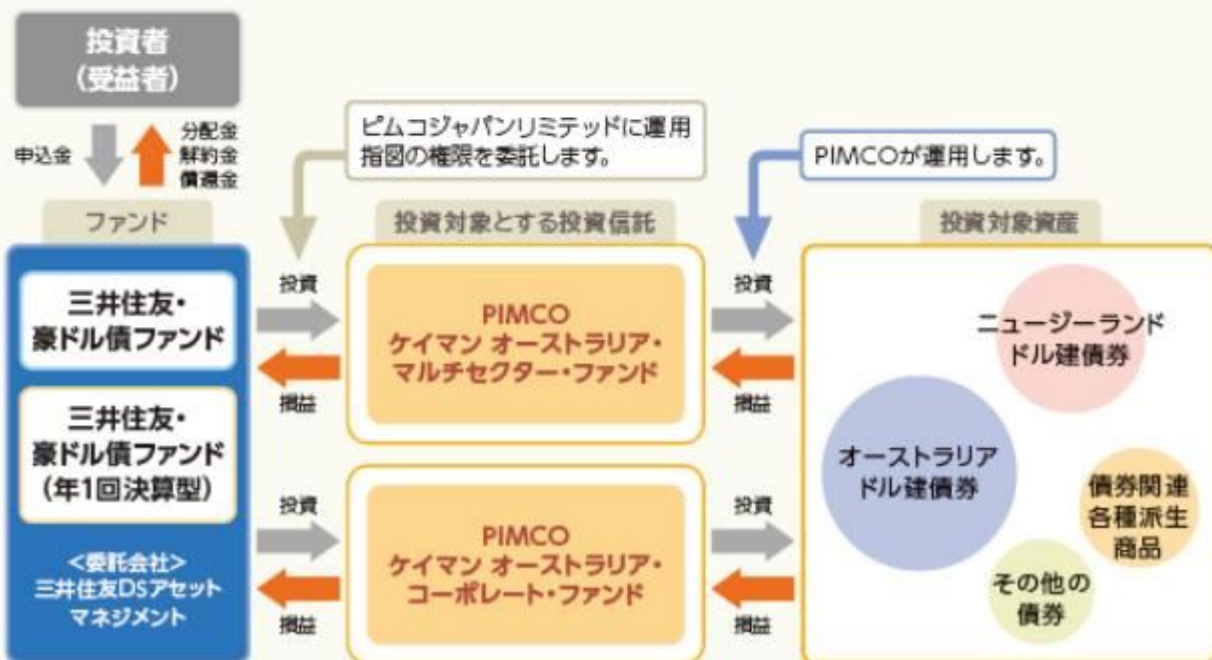 投資者
(受益者)
申込金
分配金
解約金
償還金
ピムコジャパンリミテッドに運用
指図の権限を委託します。
PIMCOが運用します。
ファンド
投資対象とする投資信託
投資対象資産
三井住友・
豪ドル債ファンド
三井住友・
豪ドル債ファンド
(年1回決算型)
<委託会社>
三井住友DSアセット
マネジメント
投資
損益
投資
損益
PIMCO
ケイマン オーストラリア・
マルチセクター・ファンド
PIMCO
ケイマン オーストラリア・
コーポレート・ファンド
投資
損益
投資
損益
ニュージーランド
ドル建債券
オーストラリア
ドル建債券
債券関連
各種派生
商品
その他の
債券